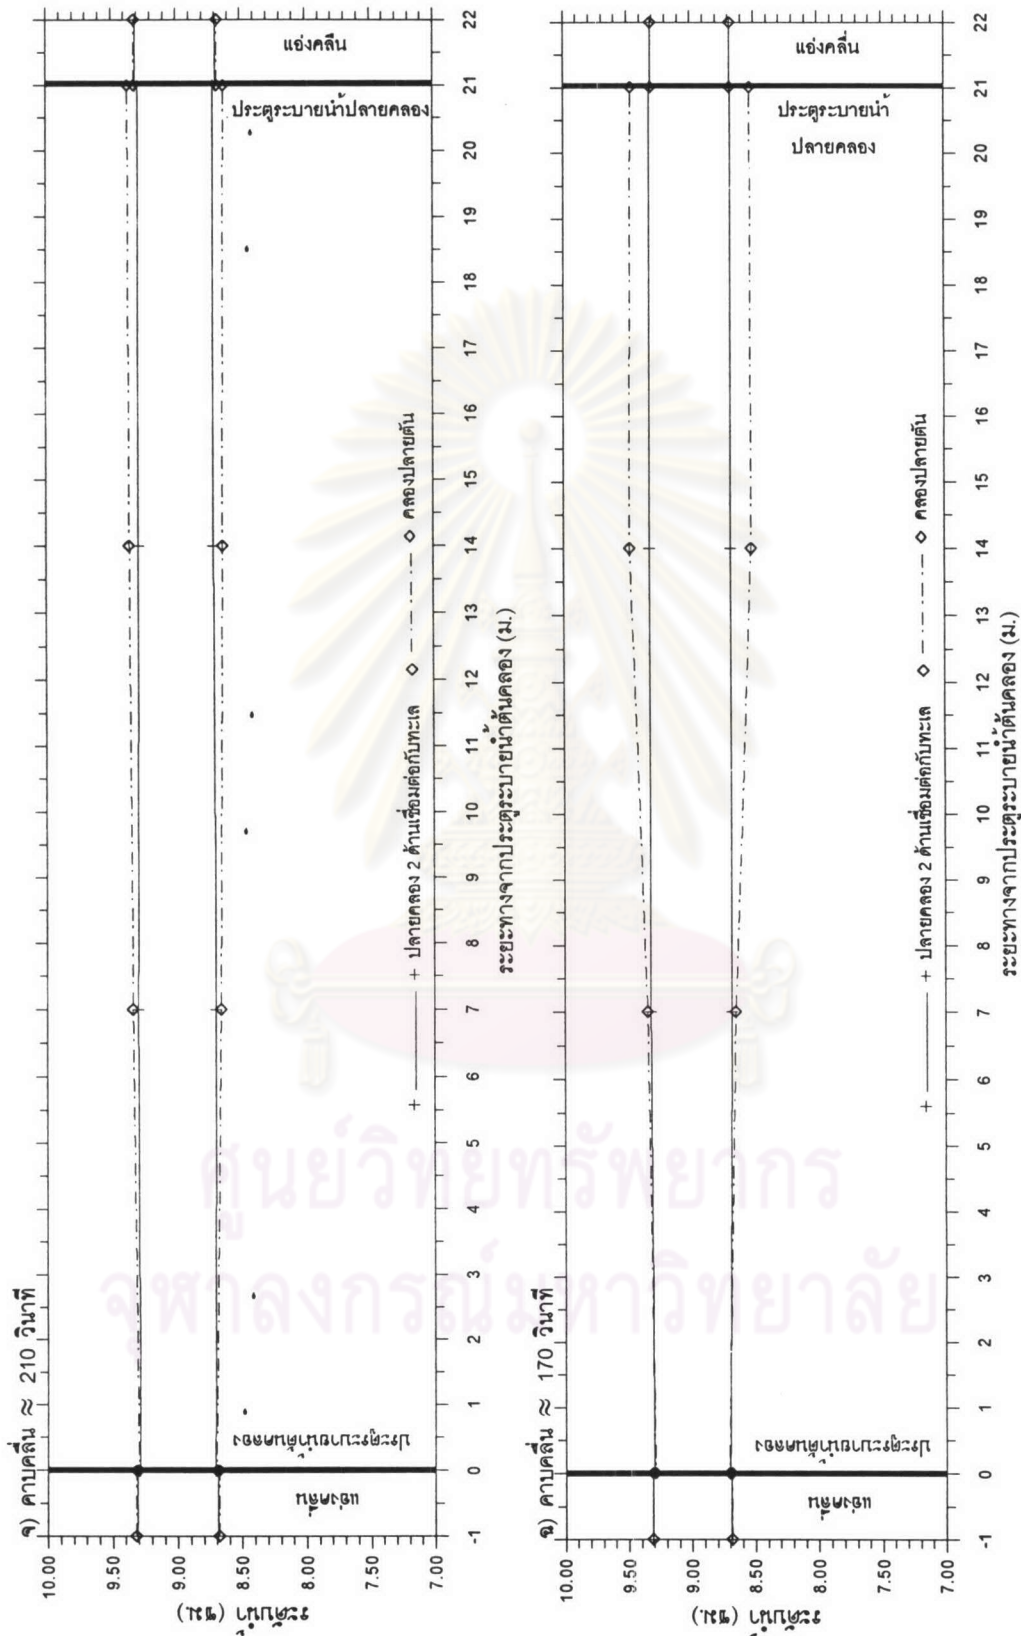 จ) คาบคลื่น ≈ 210 วินาที
ระดับน้ำ (ซม.)
10.00
9.50
9.00
8.50
8.00
7.50
7.00
แอ่งคลื่น
ประตูระบายน้ำต้นคลอง
ประตูระบายน้ำปลายคลอง
แอ่งคลื่น
-1 0 1 2 3 4 5 6 7 8 9 10 11 12 13 14 15 16 17 18 19 20 21 22
ปลายคลอง 2 ด้านเชื่อมต่อกับทะเล
คลองปลายตัน
ระยะทางจากประตูระบายน้ำต้นคลอง (ม.)
ฉ) คาบคลื่น ≈ 170 วินาที
ระดับน้ำ (ซม.)
10.00
9.50
9.00
8.50
8.00
7.50
7.00
แอ่งคลื่น
ประตูระบายน้ำต้นคลอง
ประตูระบายน้ำ
ปลายคลอง
แอ่งคลื่น
-1 0 1 2 3 4 5 6 7 8 9 10 11 12 13 14 15 16 17 18 19 20 21 22
ปลายคลอง 2 ด้านเชื่อมต่อกับทะเล
คลองปลายตัน
ระยะทางจากประตูระบายน้ำต้นคลอง (ม.)
ศูนย์วิทยทรัพยากร
จุฬาลงกรณ์มหาวิทยาลัย